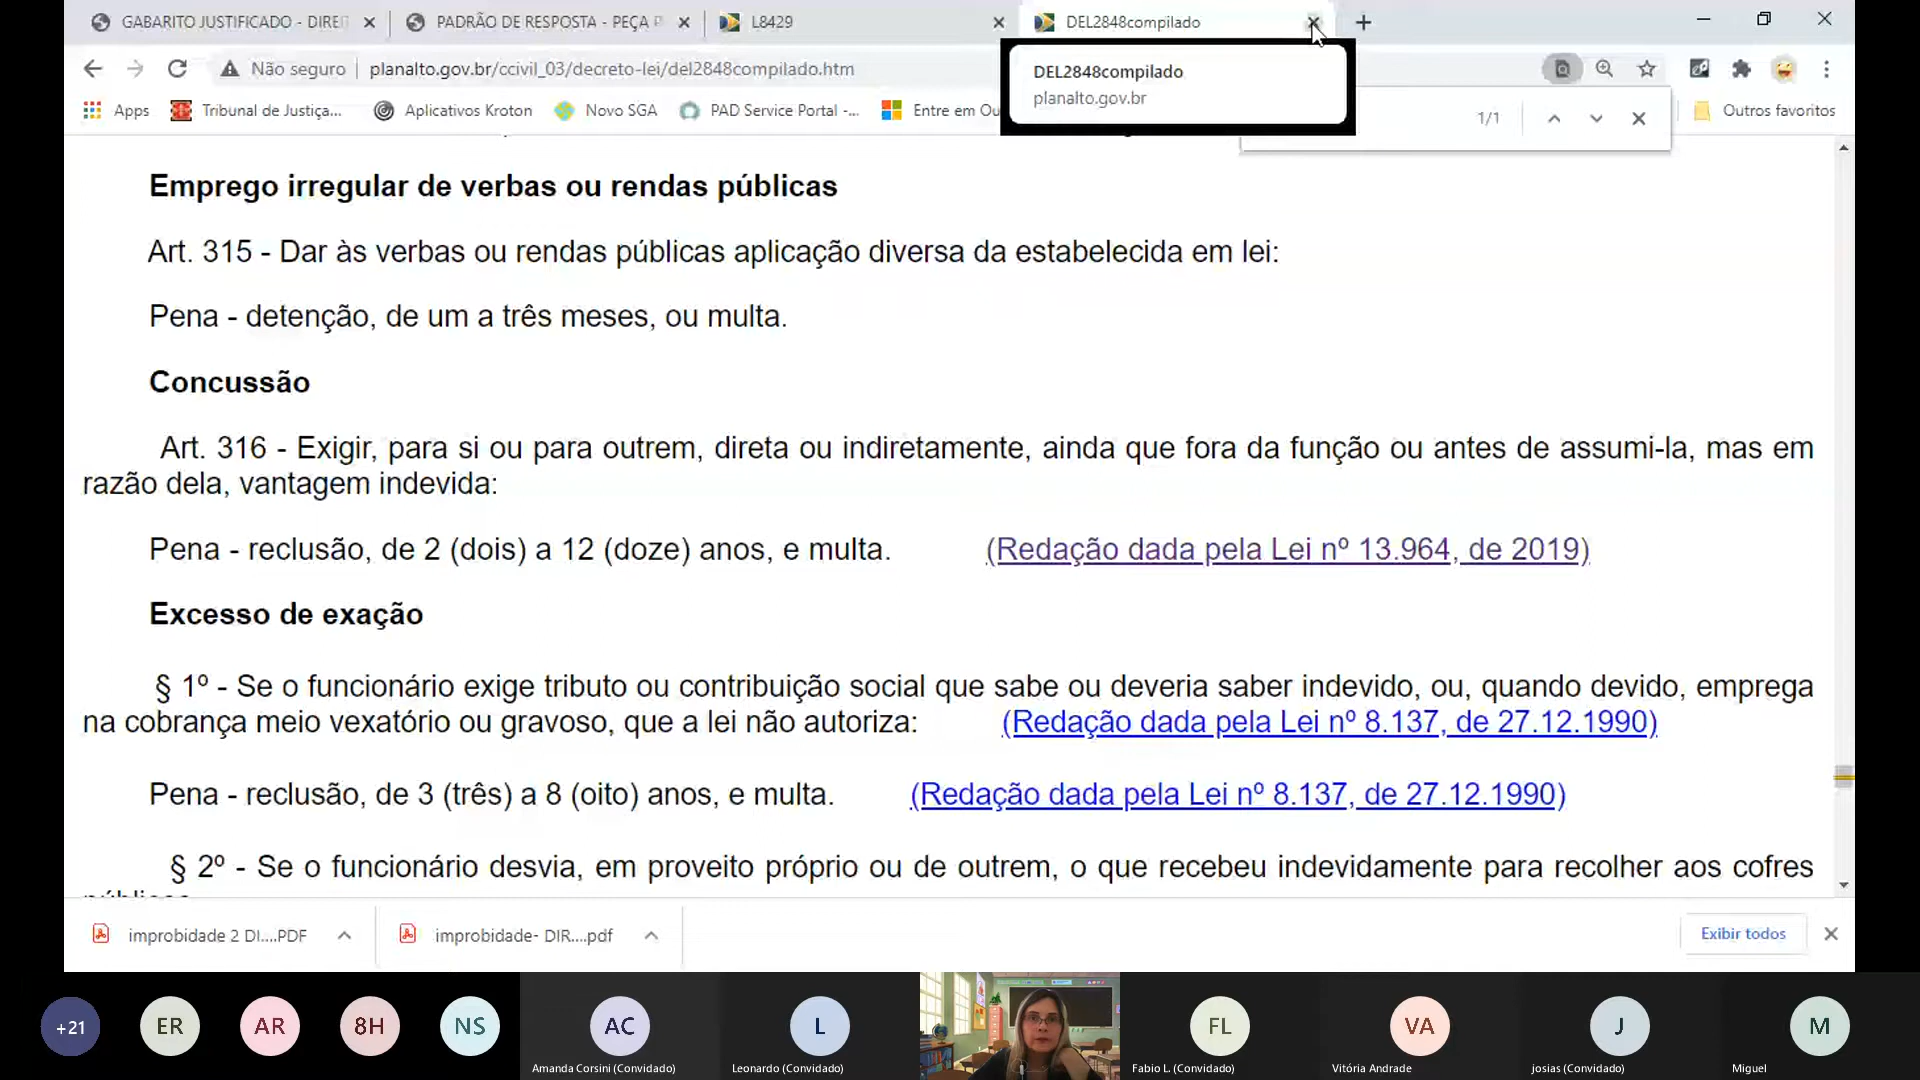 GABARITO JUSTIFICADO - DIREI
PADRÃO DE RESPOSTA - PEÇA P
L8429
DEL2848compilado
Não seguro
planalto.gov.br/ccivil_03/decreto-lei/del2848compilado.htm
DEL2848compilado
planalto.gov.br
Apps
Tribunal de Justiça...
Aplicativos Kroton
Novo SGA
PAD Service Portal -...
Entre em Ou
1/1
Outros favoritos
Emprego irregular de verbas ou rendas públicas
Art. 315 - Dar às verbas ou rendas públicas aplicação diversa da estabelecida em lei:
Pena - detenção, de um a três meses, ou multa.
Concussão
Art. 316 - Exigir, para si ou para outrem, direta ou indiretamente, ainda que fora da função ou antes de assumi-la, mas em
razão dela, vantagem indevida:
Pena - reclusão, de 2 (dois) a 12 (doze) anos, e multa. (Redação dada pela Lei nº 13.964, de 2019)
Excesso de exação
§ 1º - Se o funcionário exige tributo ou contribuição social que sabe ou deveria saber indevido, ou, quando devido, emprega
na cobrança meio vexatório ou gravoso, que a lei não autoriza: (Redação dada pela Lei nº 8.137, de 27.12.1990)
Pena - reclusão, de 3 (três) a 8 (oito) anos, e multa. (Redação dada pela Lei nº 8.137, de 27.12.1990)
§ 2º - Se o funcionário desvia, em proveito próprio ou de outrem, o que recebeu indevidamente para recolher aos cofres
improbidade 2 DI....PDF
improbidade- DIR....pdf
Exibir todos
+21
ER
AR
8H
NS
AC
L
FL
VA
J
M
Amanda Corsini (Convidado)
Leonardo (Convidado)
Fabio L. (Convidado)
Vitória Andrade
josias (Convidado)
Miguel